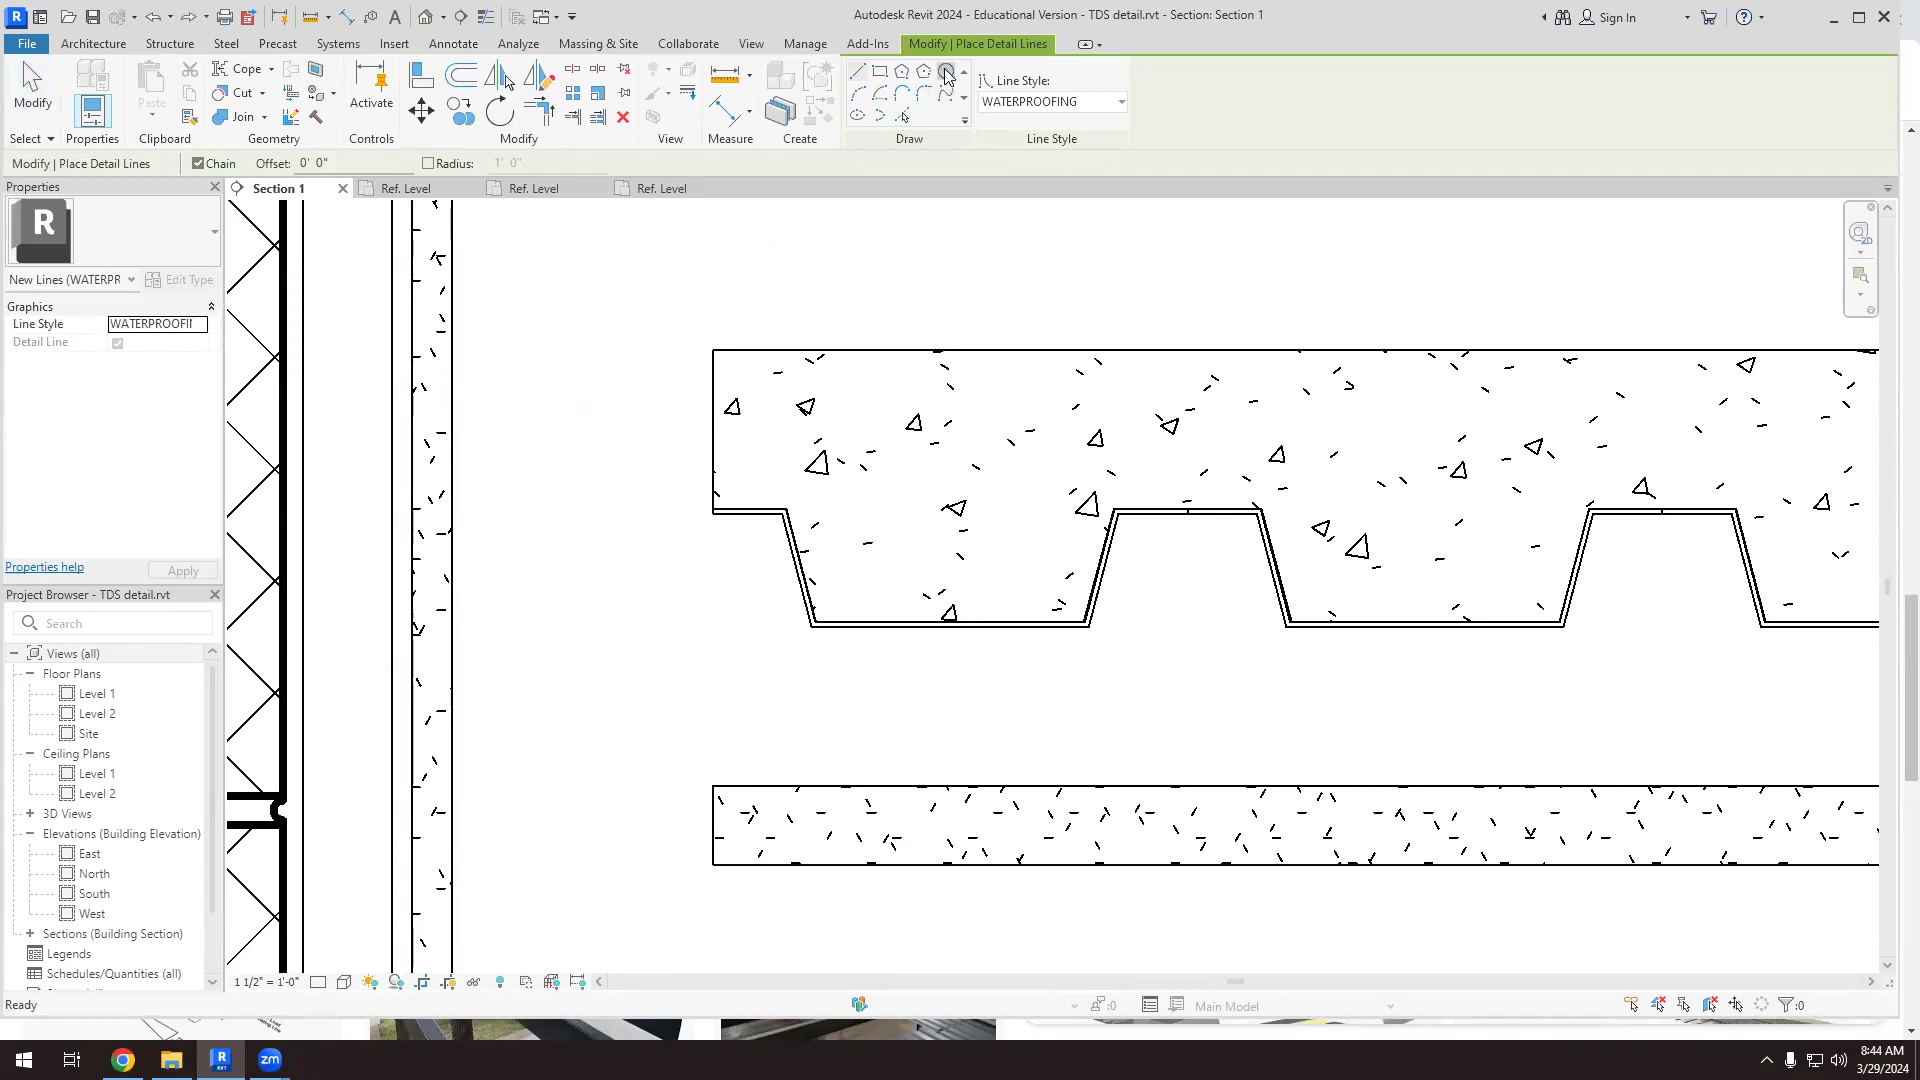 Autodesk Revit 2024 - Educational Version - TDS detail.rvt - Section: Section 1
Sign In
File Architecture Structure Steel Precast Systems Insert Annotate Analyze Massing & Site Collaborate View Manage Add-Ins Modify | Place Detail Lines
Modify
Paste
Cope
Cut
Join
Activate
Line Style:
WATERPROOFING
Select Properties Clipboard Geometry Controls Modify View Measure Create Draw Line Style
Modify | Place Detail Lines Chain Offset: 0' 0" Radius: 1' 0"
Properties
Section 1 Ref. Level Ref. Level Ref. Level
R
New Lines (WATERPR Edit Type
Graphics
Line Style WATERPROOFII
Detail Line
Properties help Apply
Project Browser - TDS detail.rvt
Search
Views (all)
Floor Plans
Level 1
Level 2
Site
Ceiling Plans
Level 1
Level 2
3D Views
Elevations (Building Elevation)
East
North
South
West
Sections (Building Section)
Legends
Schedules/Quantities (all)
1 1/2" = 1'-0"
Ready
:0
Main Model
:0
8:44 AM
3/29/2024